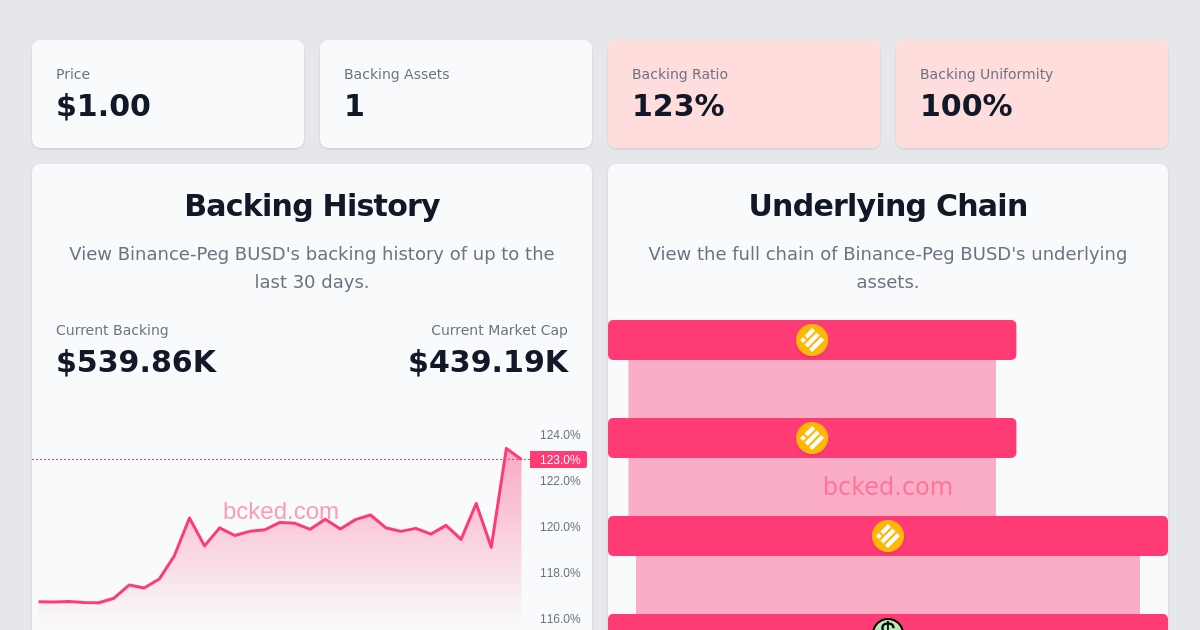 Price
$1.00
Backing Assets
1
Backing Ratio
123%
Backing Uniformity
100%
Backing History
View Binance-Peg BUSD's backing history of up to the
last 30 days.
Current Backing
$539.86K
Current Market Cap
$439.19K
124.0%
123.0%
122.0%
120.0%
118.0%
116.0%
bcked.com
Underlying Chain
View the full chain of Binance-Peg BUSD's underlying
assets.
bcked.com
$